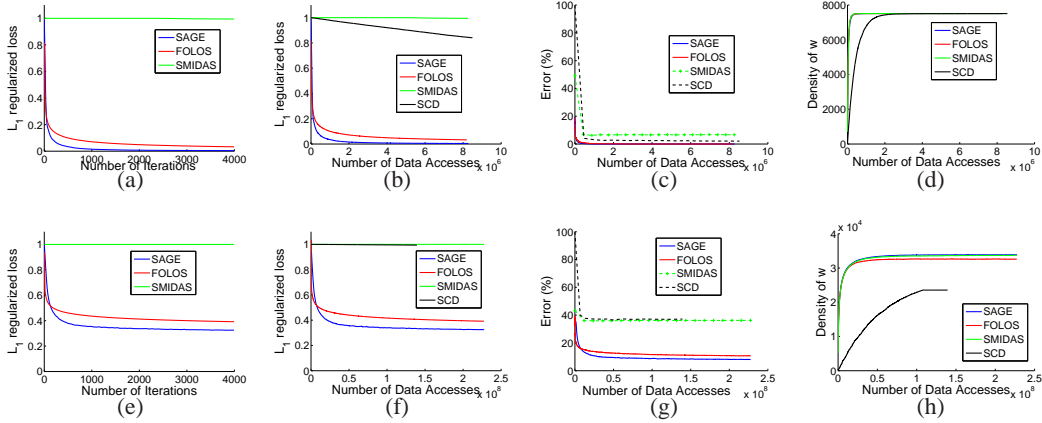 1
0.8
0.6
0.4
0.2
0
0 1000 2000 3000 4000
L1 regularized loss
Number of Iterations
SAGE
FOLOS
SMIDAS
(a)
1
0.8
0.6
0.4
0.2
0
0 2 4 6 8 10
x 10^6
L1 regularized loss
Number of Data Accesses
SAGE
FOLOS
SMIDAS
SCD
(b)
100
80
60
40
20
0
0 2 4 6 8 10
x 10^6
Error (%)
Number of Data Accesses
SAGE
FOLOS
SMIDAS
SCD
(c)
8000
6000
4000
2000
0
0 2 4 6 8 10
x 10^6
Density of w
Number of Data Accesses
SAGE
FOLOS
SMIDAS
SCD
(d)
1
0.8
0.6
0.4
0.2
0
0 1000 2000 3000 4000
L1 regularized loss
Number of Iterations
SAGE
FOLOS
SMIDAS
(e)
1
0.8
0.6
0.4
0.2
0
0 0.5 1 1.5 2 2.5
x 10^8
L1 regularized loss
Number of Data Accesses
SAGE
FOLOS
SMIDAS
SCD
(f)
100
80
60
40
20
0
0 0.5 1 1.5 2 2.5
x 10^8
Error (%)
Number of Data Accesses
SAGE
FOLOS
SMIDAS
SCD
(g)
x 10^4
4
3
2
1
0
0 0.5 1 1.5 2 2.5
x 10^8
Density of w
Number of Data Accesses
SAGE
FOLOS
SMIDAS
SCD
(h)